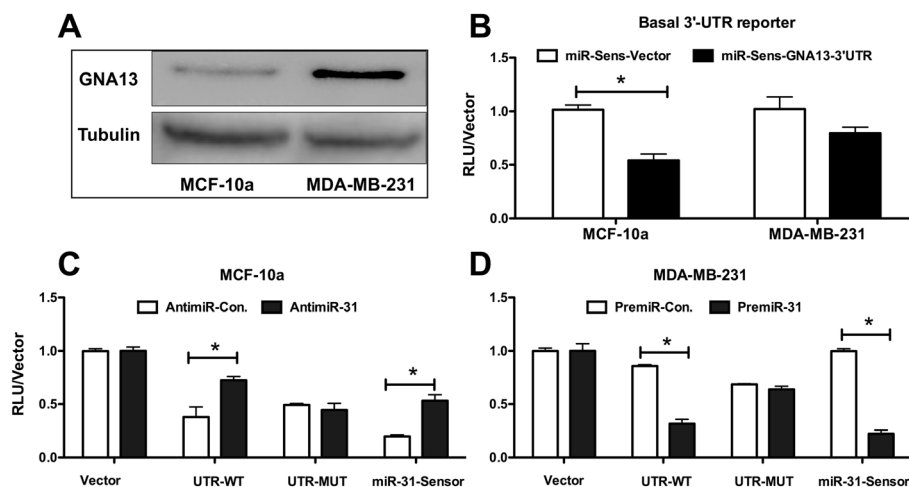 A
GNA13
Tubulin
MCF-10a MDA-MB-231
B
Basal 3'-UTR reporter
miR-Sens-Vector miR-Sens-GNA13-3'UTR
RLU/Vector
1.5
1.0
0.5
0.0
*
MCF-10a MDA-MB-231
C
MCF-10a
AntimiR-Con. AntimiR-31
RLU/Vector
1.5
1.0
0.5
0.0
* *
Vector UTR-WT UTR-MUT miR-31-Sensor
D
MDA-MB-231
PremiR-Con. PremiR-31
RLU/Vector
1.5
1.0
0.5
0.0
* *
Vector UTR-WT UTR-MUT miR-31-Sensor